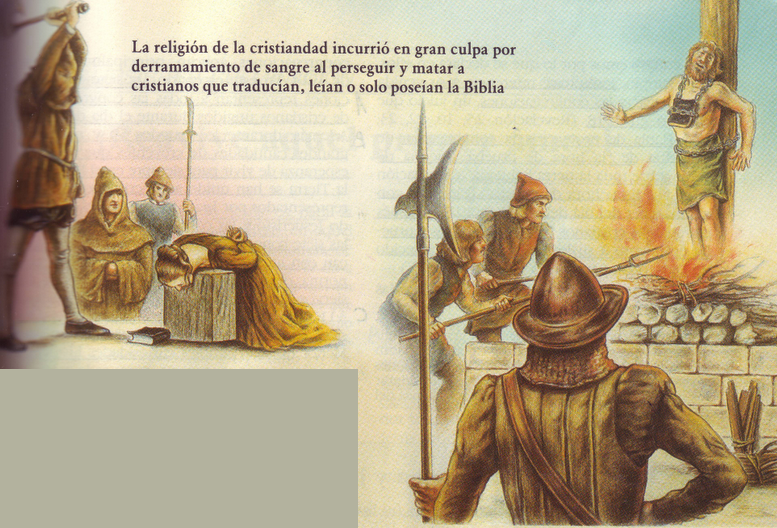 La religión de la cristiandad incurrió en gran culpa por
derramamiento de sangre al perseguir y matar a
cristianos que traducían, leían o solo poseían la Biblia